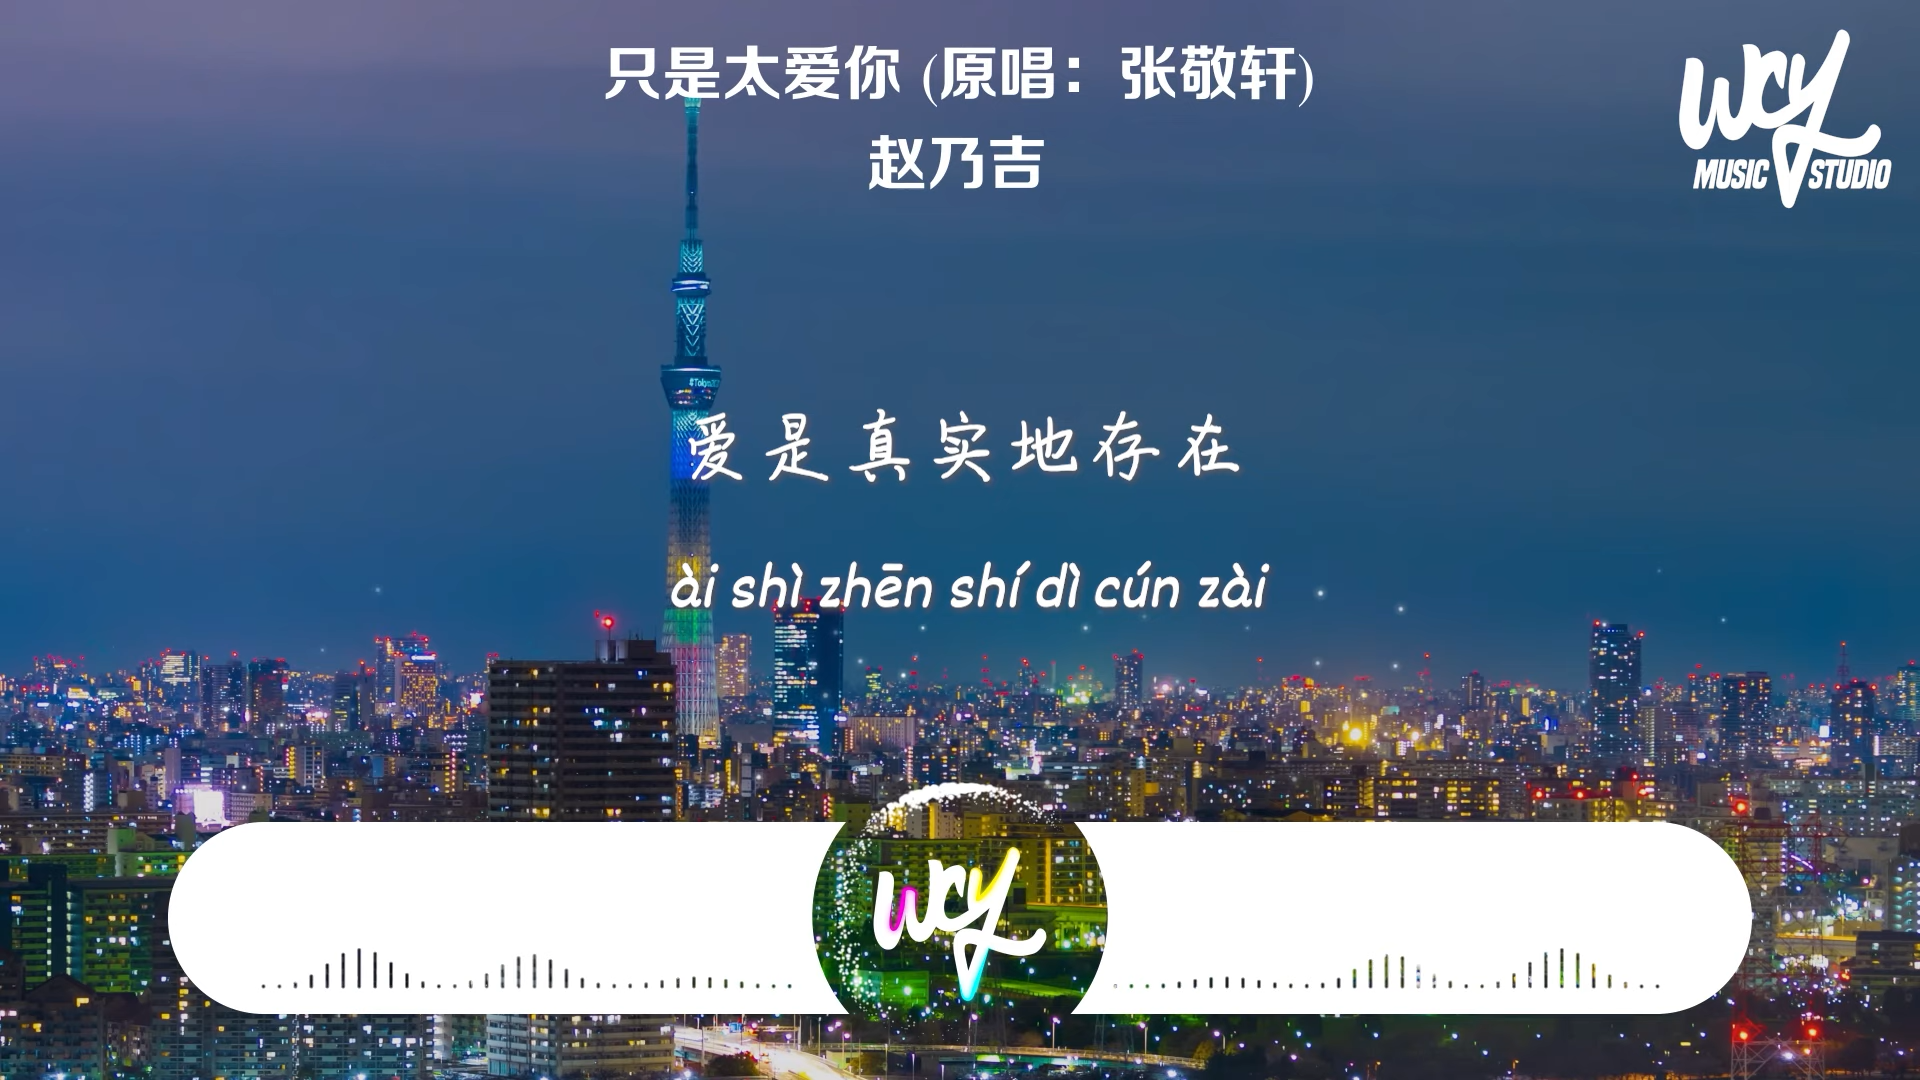 只是太爱你 (原唱：张敬轩)
赵乃吉
wcy
MUSIC STUDIO
爱是真实地存在
ài shì zhēn shí dì cún zài
wcy